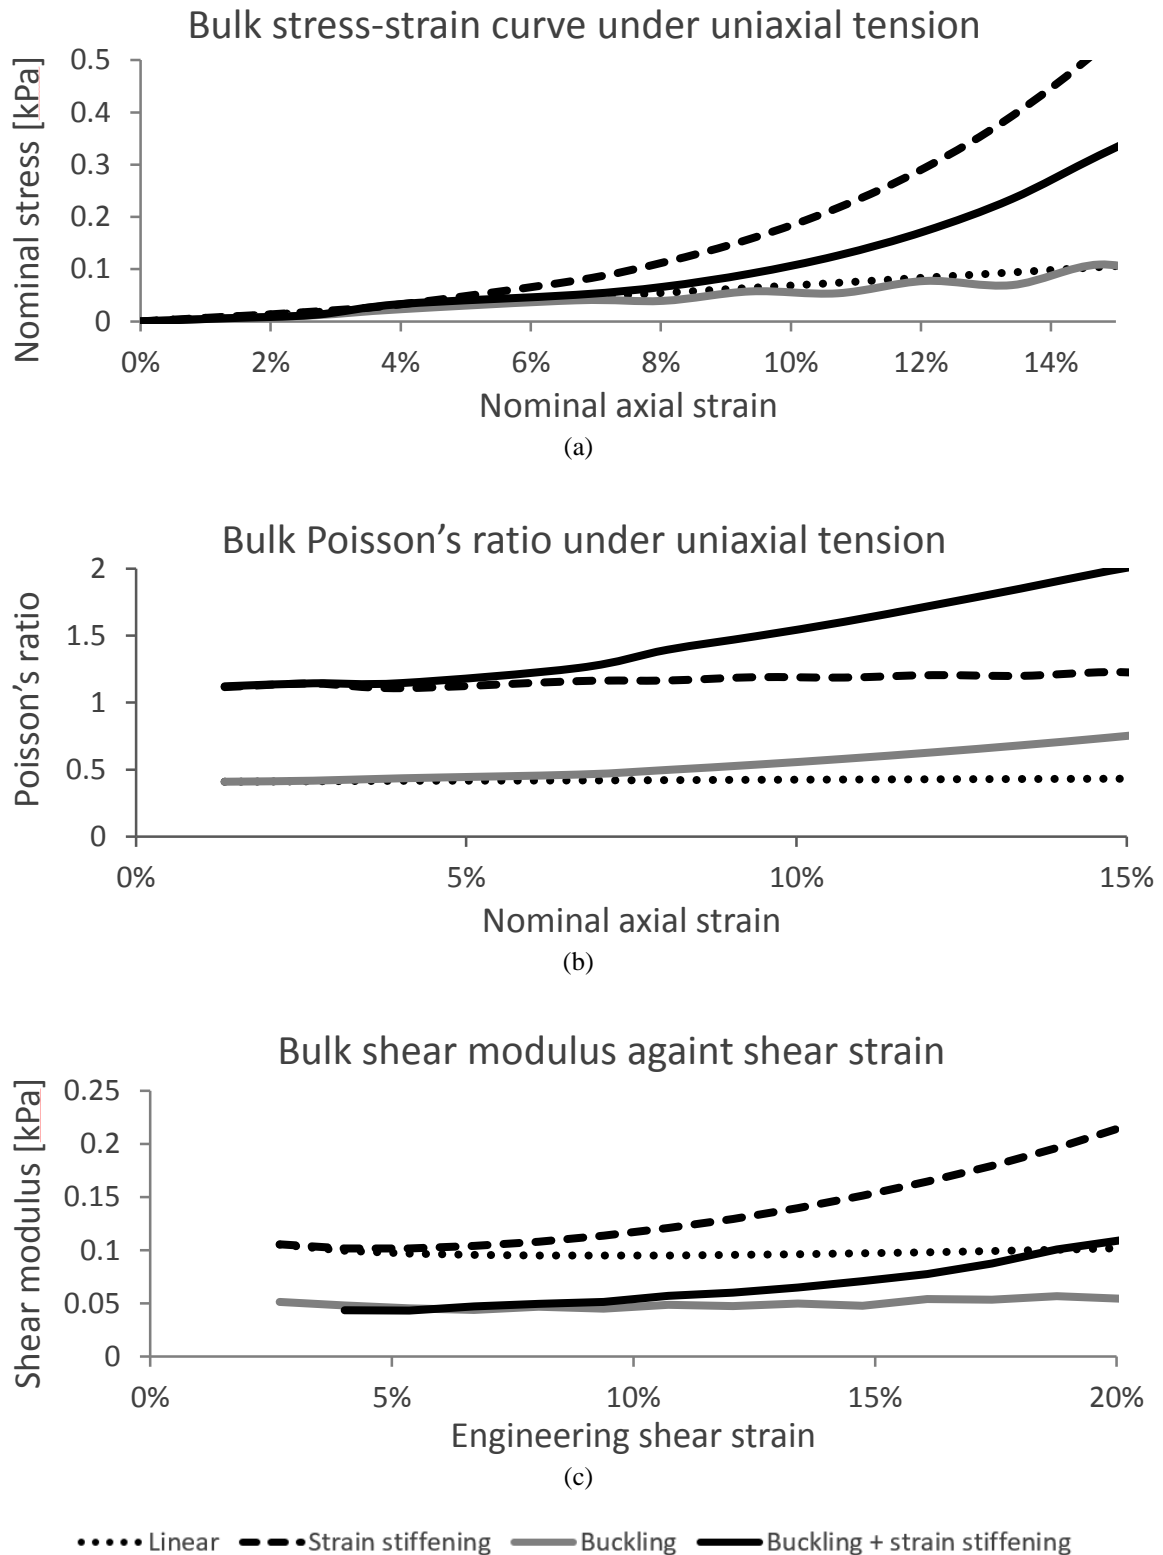 Bulk stress-strain curve under uniaxial tension
Nominal stress [kPa]
0.5
0.4
0.3
0.2
0.1
0
0% 2% 4% 6% 8% 10% 12% 14%
Nominal axial strain
(a)
Bulk Poisson’s ratio under uniaxial tension
Poisson’s ratio
2
1.5
1
0.5
0
0% 5% 10% 15%
Nominal axial strain
(b)
Bulk shear modulus againt shear strain
Shear modulus [kPa]
0.25
0.2
0.15
0.1
0.05
0
0% 5% 10% 15% 20%
Engineering shear strain
(c)
Linear Strain stiffening Buckling Buckling + strain stiffening